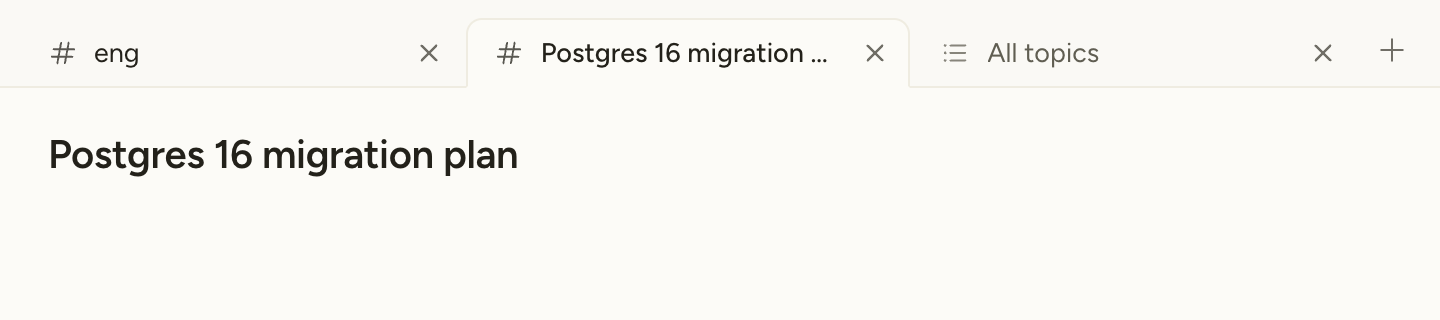 # eng
# Postgres 16 migration ...
All topics
Postgres 16 migration plan